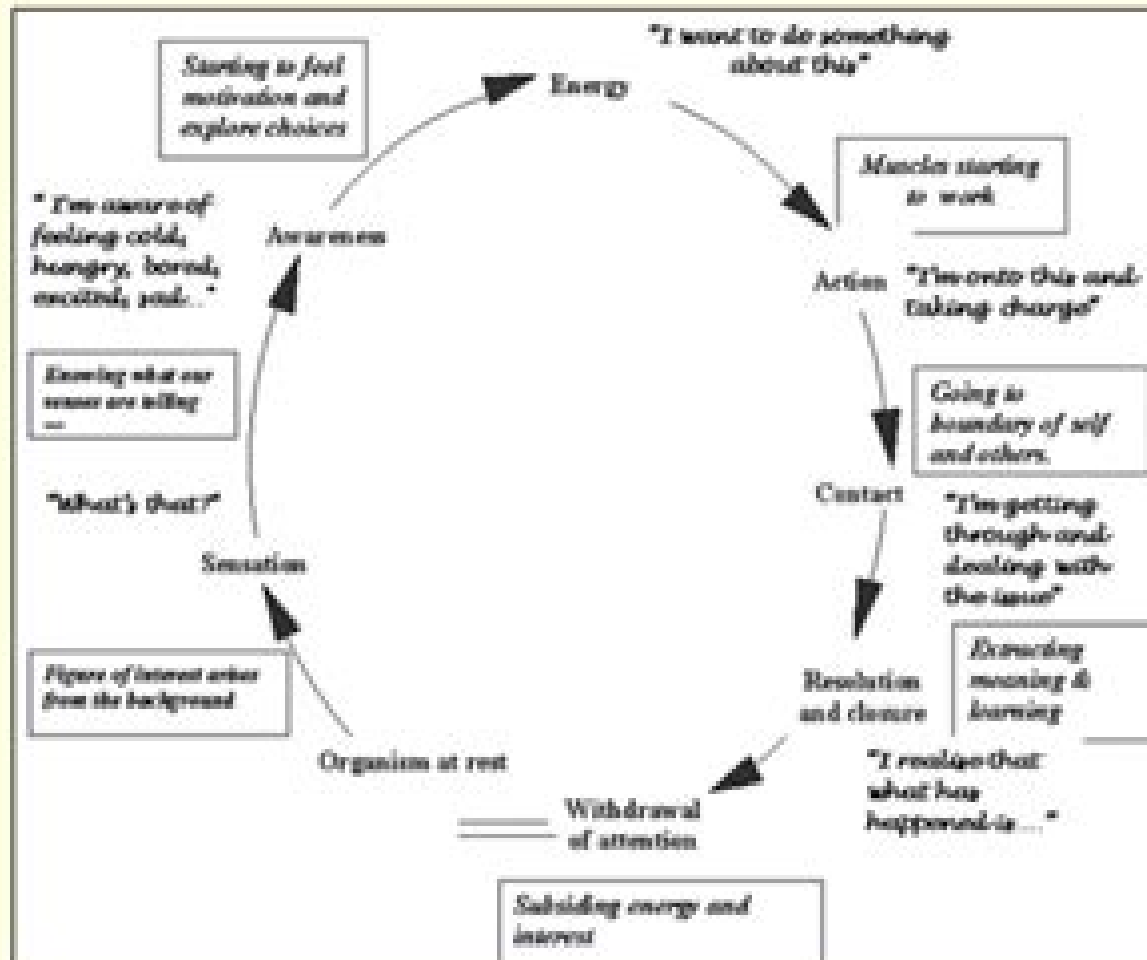 "I want to do something
about this"
Energy
Starting to feel
motivation and
explore choices
Muscles starting
to work
"I'm aware of
feeling cold,
hungry, bored,
excited, sad..."
Awareness
Action
"I'm onto this and
taking charge"
Knowing what our
senses are telling
Going to
boundary of self
and others.
"What's that?"
Contact
"I'm getting
through and
dealing with
the issue"
Sensation
Figure of interest arises
from the background
Extracting
meaning &
learning
Resolution
and closure
Organism at rest
"I realise that
what has
happened is..."
Withdrawal
of attention
Subsiding energy and
interest